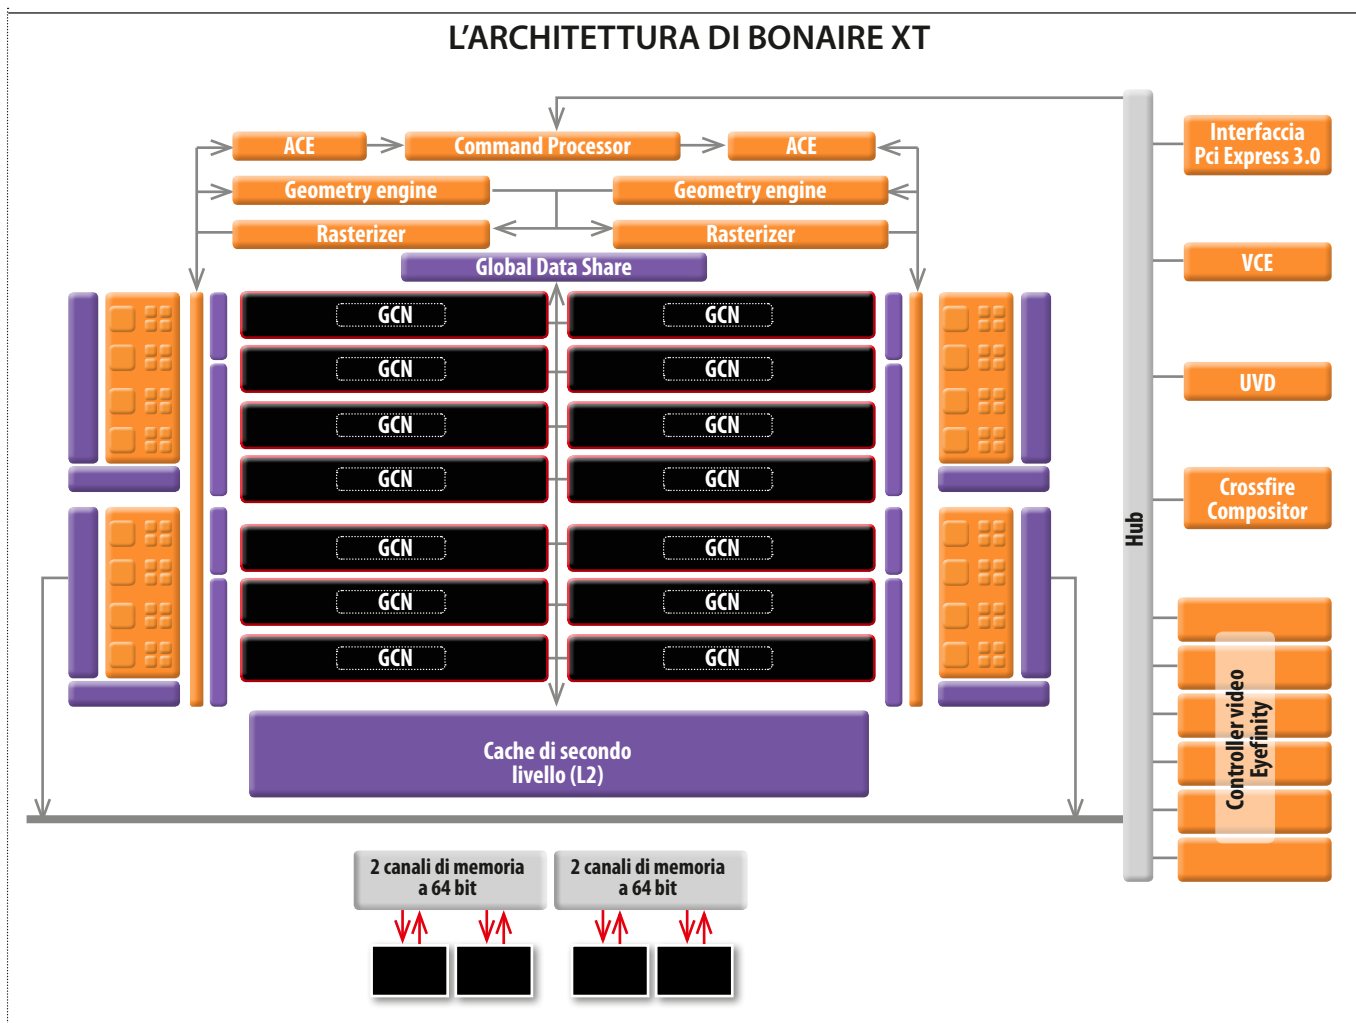 L'ARCHITETTURA DI BONAIRE XT
ACE
Command Processor
ACE
Geometry engine
Geometry engine
Rasterizer
Rasterizer
Global Data Share
GCN
GCN
GCN
GCN
GCN
GCN
GCN
GCN
GCN
GCN
GCN
GCN
GCN
GCN
Cache di secondo
livello (L2)
2 canali di memoria
a 64 bit
2 canali di memoria
a 64 bit
Hub
Interfaccia
Pci Express 3.0
VCE
UVD
Crossfire
Compositor
Controller video
Eyefinity